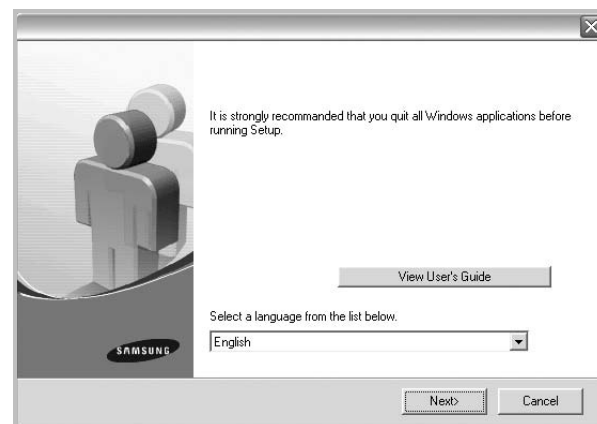 It is strongly recommanded that you quit all Windows applications before
running Setup.
View User's Guide
Select a language from the list below.
English
SAMSUNG
Next>
Cancel